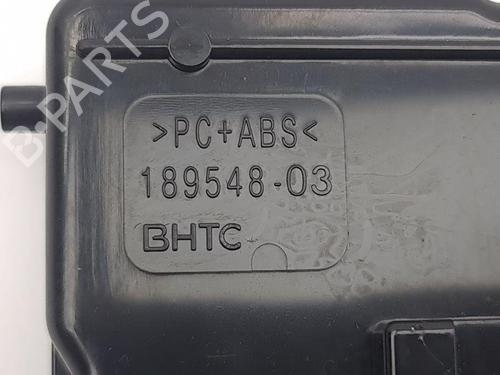 B-PARTS
>PC+ABS<
189548-03
BHTC